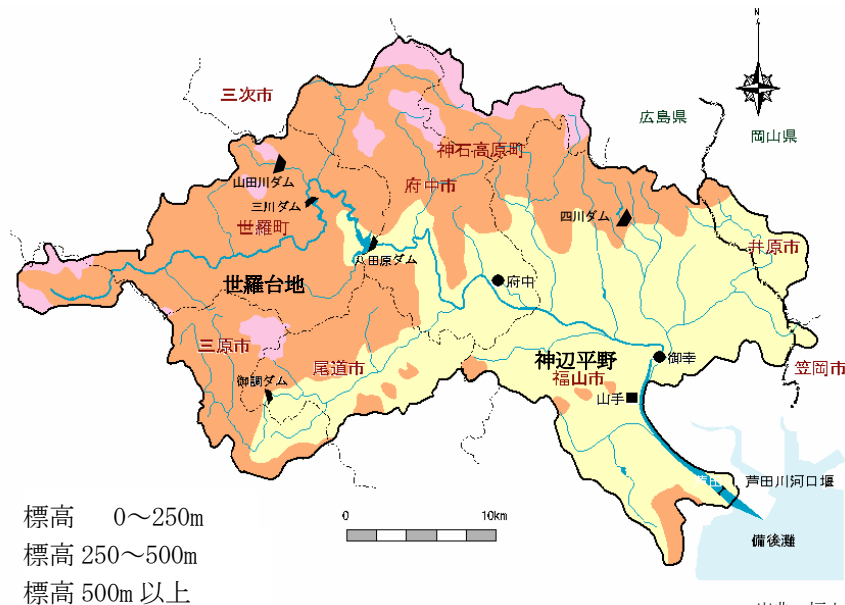 N
三次市
広島県
岡山県
神石高原町
山田川ダム
府中市
三川ダム
四川ダム
世羅町
井原市
田原ダム
世羅台地
府中
三原市
尾道市
神辺平野
御幸
福山市
笠岡市
御調ダム
山手
芦田川河口堰
備後灘
0 10km
標高 0～250m
標高 250～500m
標高 500m 以上